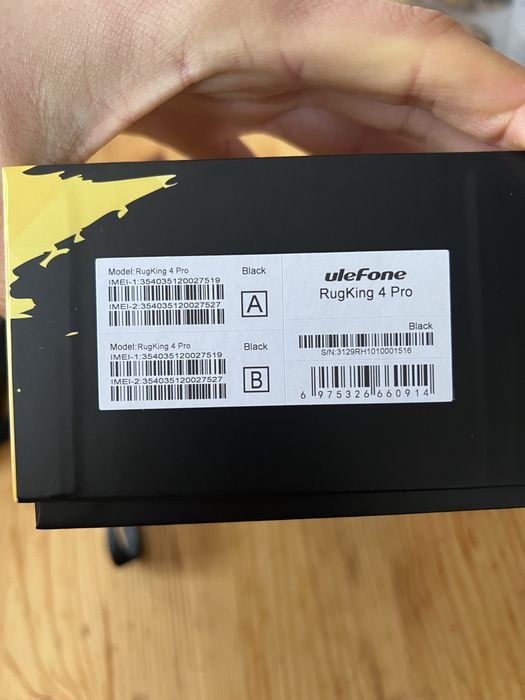 Model:RugKing 4 Pro
Black
IMEI-1:354035120027519
IMEI-2:354035120027527
A
Model:RugKing 4 Pro
Black
IMEI-1:354035120027519
IMEI-2:354035120027527
B
uleFone
RugKing 4 Pro
Black
S/N:3129RH1010001516
6 975326 660914